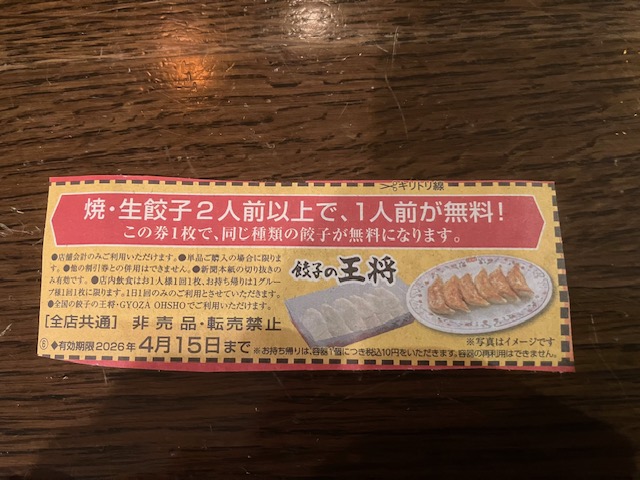 キリトリ線
焼・生餃子2人前以上で、1人前が無料!
この券1枚で、同じ種類の餃子が無料になります。
●店舗会計のみご利用いただけます。●単品ご購入の場合に限りま
す。●他の割引券との併用はできません。●新聞本紙の切り抜きの
み有効です。●店内飲食はお1人様1回1枚、お持ち帰りは1グルー
プ様1回1枚に限ります。1日1回のみのご利用とさせていただきます。
●全国の餃子の王将・GYOZA OHSHOでご利用いただけます。
餃子の王将
[全店共通] 非売品・転売禁止
※写真はイメージです
⑥ ◆有効期限2026年4月15日まで ※お持ち帰りは、容器1個につき税込10円をいただきます。容器の再利用はできません。